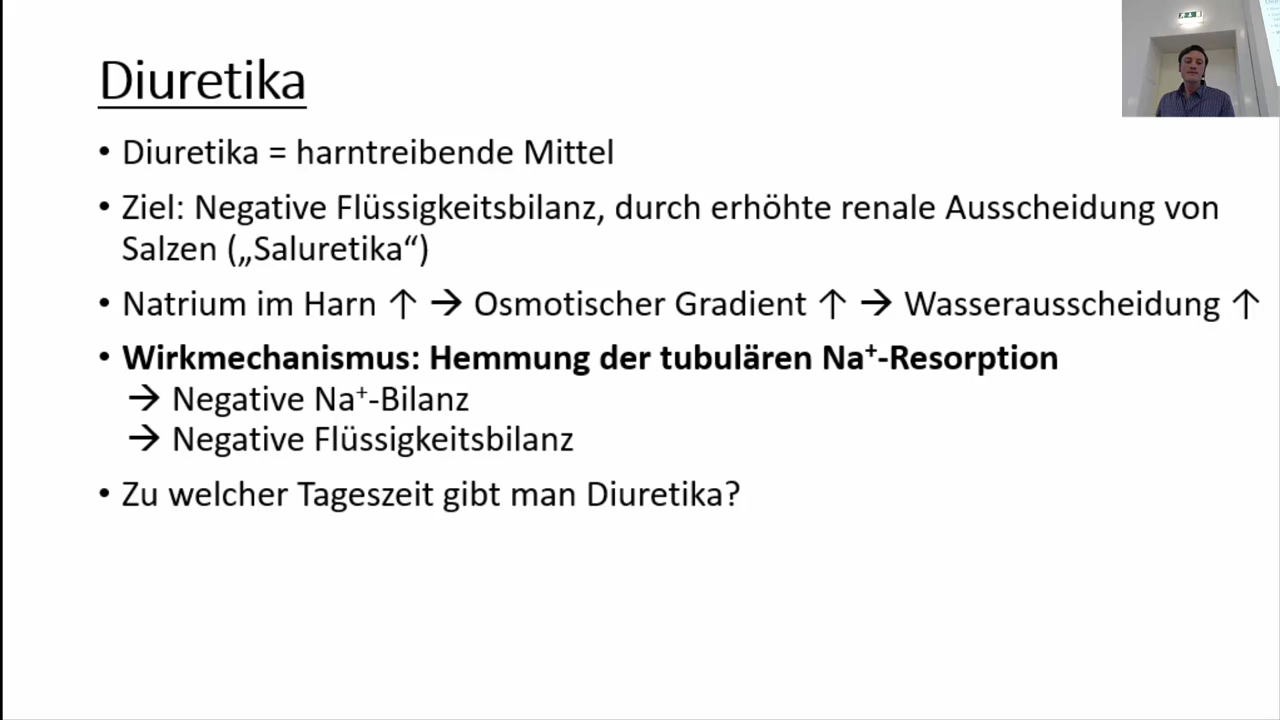 Diuretika
• Diuretika = harntreibende Mittel
• Ziel: Negative Flüssigkeitsbilanz, durch erhöhte renale Ausscheidung von
Salzen („Saluretika“)
• Natrium im Harn ↑ → Osmotischer Gradient ↑ → Wasserausscheidung ↑
• Wirkmechanismus: Hemmung der tubulären Na⁺-Resorption
→ Negative Na⁺-Bilanz
→ Negative Flüssigkeitsbilanz
• Zu welcher Tageszeit gibt man Diuretika?